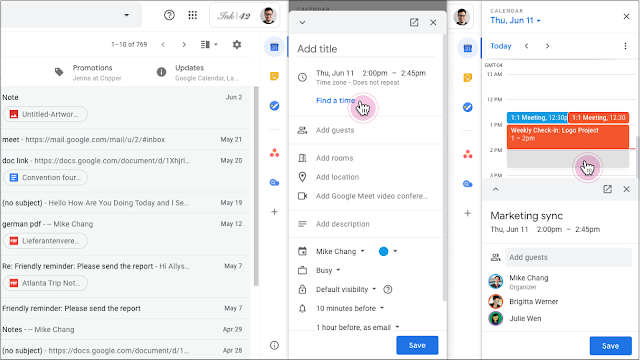 Ink 42
1–10 of 769
Promotions
Jenna at Copper
Updates
Google Calendar, La...
Note
Jun 2
Untitled-Artwor...
meet - https://mail.google.com/mail/u/2/#inbox
May 21
doc link - https://docs.google.com/document/d/1Xhjrl...
May 21
Convention four...
(no subject) - Hello How Are You Doing Today and I Se...
May 19
german pdf - -- Mike Chang
May 12
Lieferantenvere...
Re: Friendly reminder: Please send the report - Hi Allys...
May 7
Atlanta Trip Not...
Friendly reminder: Please send the report
May 7
Notes - -- Mike Chang
Apr 29
(no subject) - https://docs.google.com/document/d/1...
Apr 28
CALENDAR
Add title
Thu, Jun 11 2:00pm – 2:45pm
Time zone - Does not repeat
Find a time
Add guests
Add rooms
Add location
Add Google Meet video confere...
Add description
Mike Chang
Busy
Default visibility
10 minutes before
1 hour before, as email
Save
CALENDAR
Thu, Jun 11
Today
GMT-04
11 AM
12 PM
1:1 Meeting, 12:30p
1:1 Meeting, 12:30
1 PM
Weekly Check-in: Logo Project
1 – 2pm
2 PM
3 PM
Marketing sync
Thu, Jun 11 2:00pm – 2:45pm
Add guests
Mike Chang
Organizer
Brigitta Werner
Julie Wen
Save